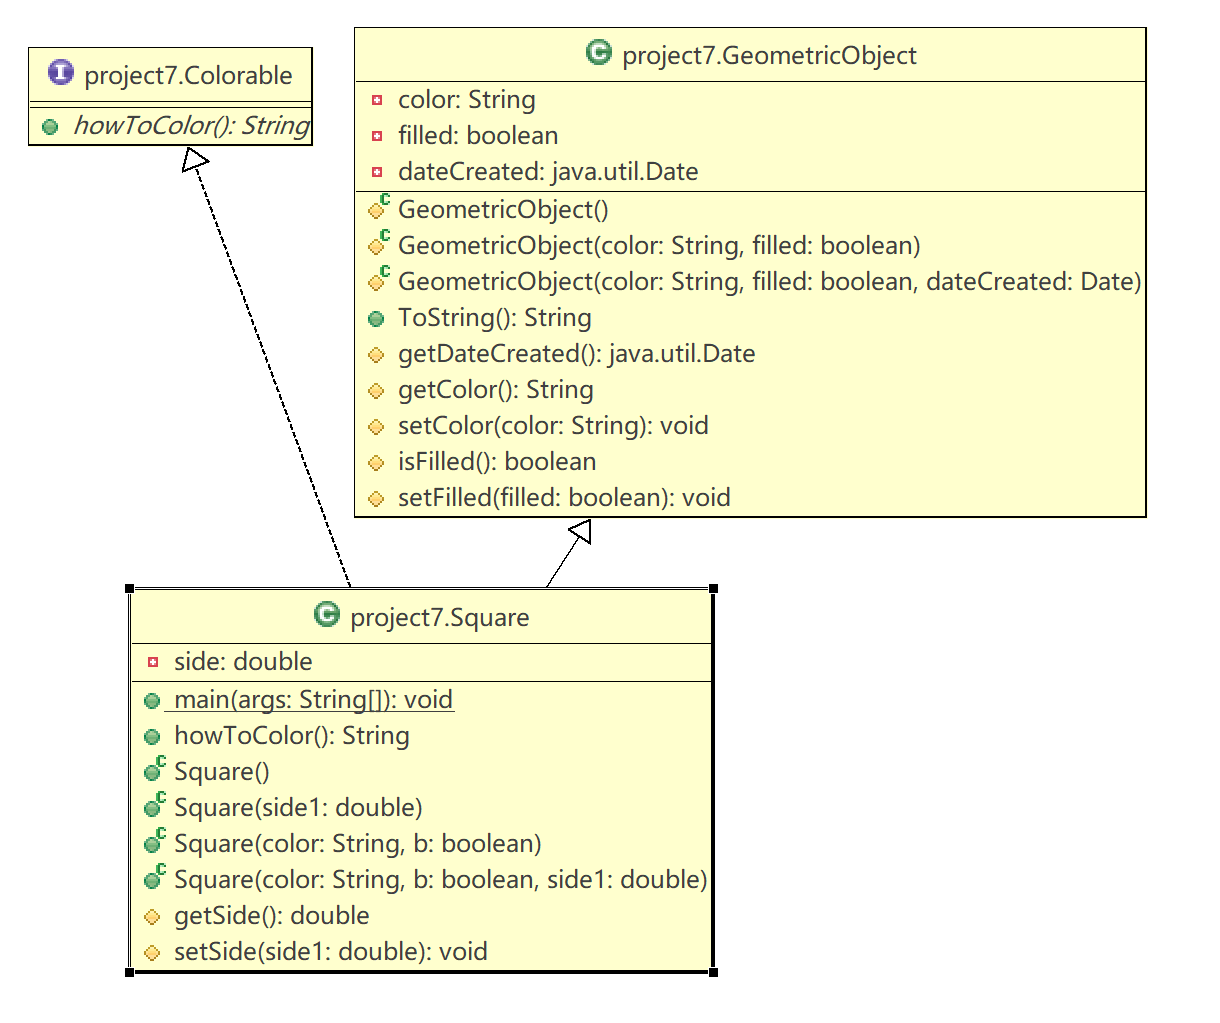 project7.Colorable
howToColor(): String
project7.GeometricObject
color: String
filled: boolean
dateCreated: java.util.Date
GeometricObject()
GeometricObject(color: String, filled: boolean)
GeometricObject(color: String, filled: boolean, dateCreated: Date)
ToString(): String
getDateCreated(): java.util.Date
getColor(): String
setColor(color: String): void
isFilled(): boolean
setFilled(filled: boolean): void
project7.Square
side: double
main(args: String[]): void
howToColor(): String
Square()
Square(side1: double)
Square(color: String, b: boolean)
Square(color: String, b: boolean, side1: double)
getSide(): double
setSide(side1: double): void